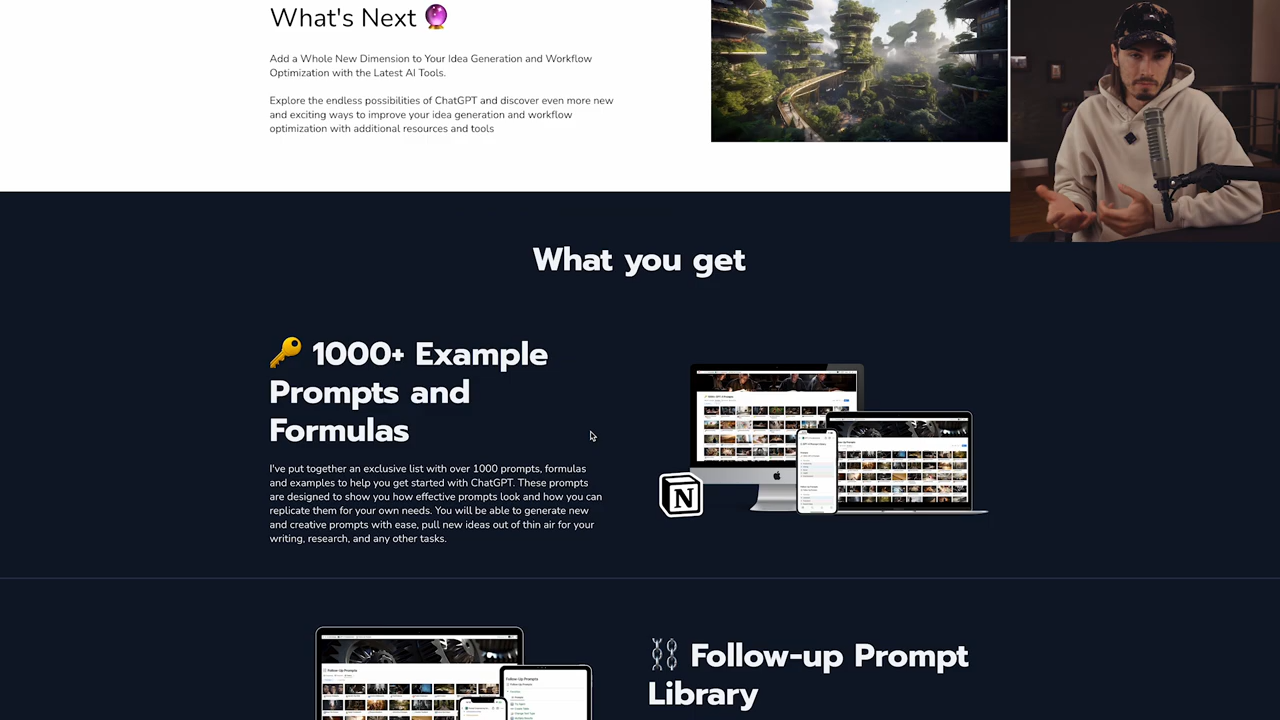 What's Next 🔮
Add a Whole New Dimension to Your Idea Generation and Workflow
Optimization with the Latest AI Tools.
Explore the endless possibilities of ChatGPT and discover even more new
and exciting ways to improve your idea generation and workflow
optimization with additional resources and tools
What you get
🔑 1000+ Example
Prompts and
Formulas
I've put together an exclusive list with over 1000 prompts formulas
and examples to help you get started with ChatGPT. These prompts
are designed to show you how effective prompts look and how you can
replicate them for your own needs. You will be able to generate new
and creative prompts with ease, pull new ideas out of thin air for your
writing, research, and any other tasks.
N
⛓ Follow-up Prompt
Library
Follow-Up Prompts
Follow-Up Prompts